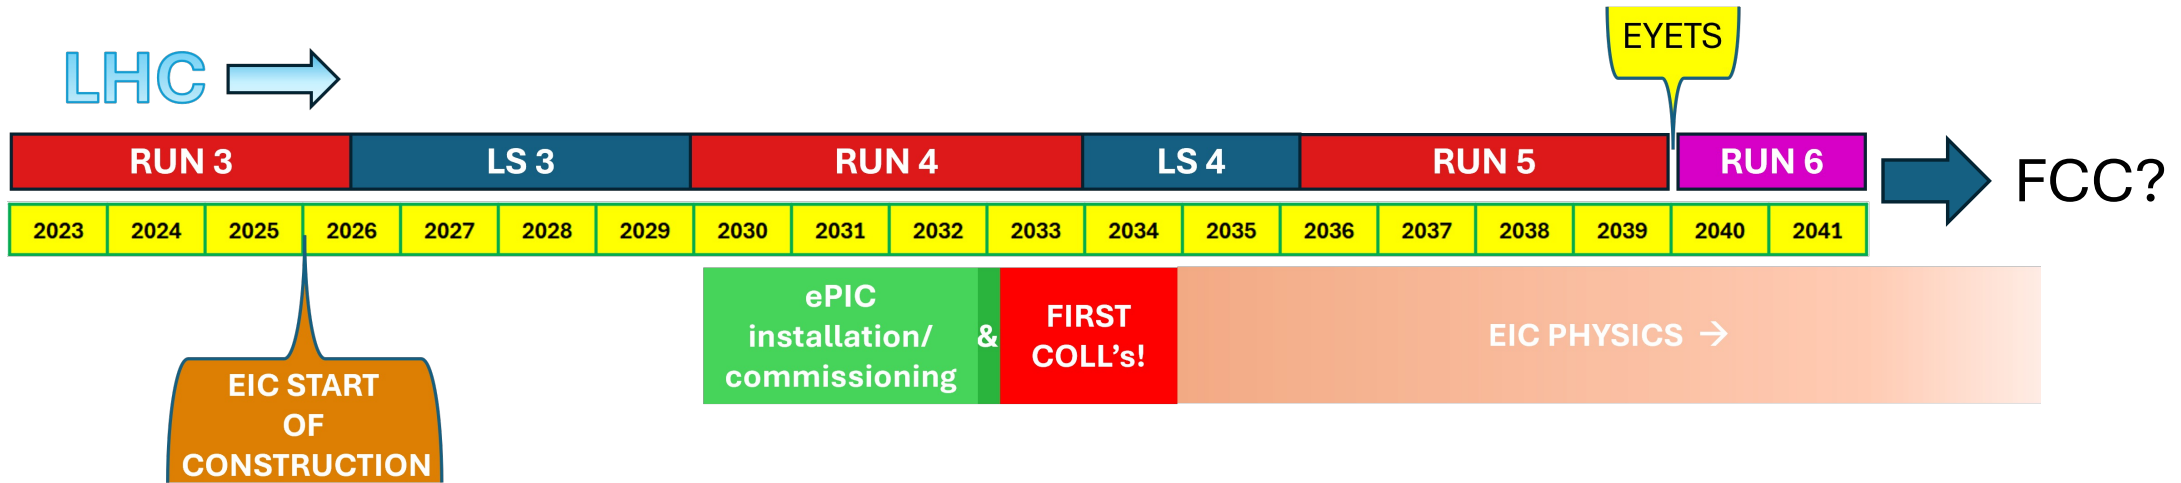 EYETS
LHC
RUN 3 LS 3 RUN 4 LS 4 RUN 5 RUN 6
FCC?
2023 2024 2025 2026 2027 2028 2029 2030 2031 2032 2033 2034 2035 2036 2037 2038 2039 2040 2041
ePIC
installation/
commissioning
&
FIRST
COLL's!
EIC PHYSICS →
EIC START
OF
CONSTRUCTION